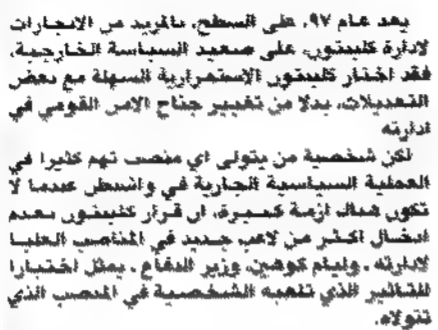 يعد عام ٩٧، على السطح، بالمزيد من الانجازات
لادارة كلينتون، على صعيد السياسة الخارجية،
فقد اختار كلينتون الاستمرارية السهلة مع بعض
التعديلات، بدلا من تغيير جناح الامن القومي في
ادارته
لكن شخصية من يتولى اي منصب تهم كثيرا في
العملية السياسية الجارية في واشنطن عندما لا
تكون هناك ازمة كبيرة، ان قرار كلينتون بعدم
ادخال اكثر من لاعب جديد في المناصب العليا
لادارته، وليام كوهين، وزير الدفاع، يمثل اختبارا
للتأثير الذي تلعبه الشخصية في المنصب الذي
تتولاه.